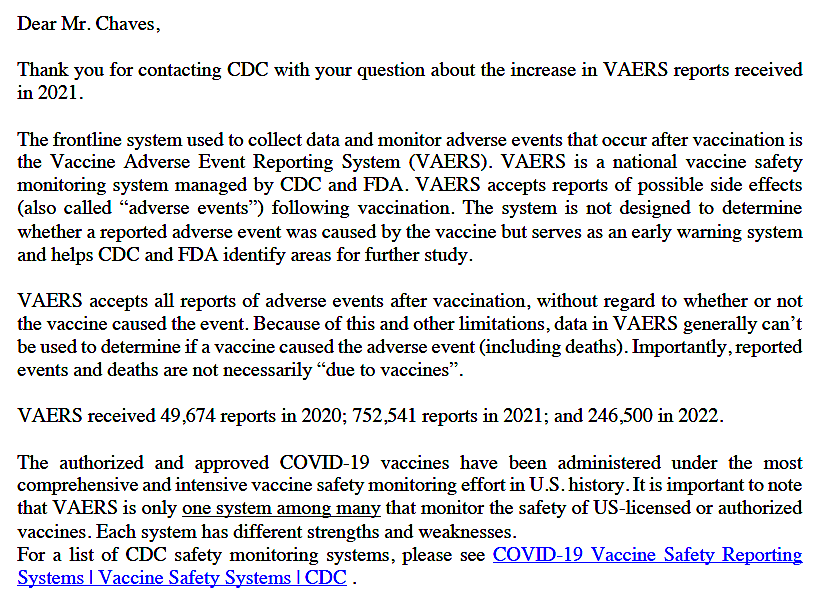 Dear Mr. Chaves,
Thank you for contacting CDC with your question about the increase in VAERS reports received
in 2021.
The frontline system used to collect data and monitor adverse events that occur after vaccination is
the Vaccine Adverse Event Reporting System (VAERS). VAERS is a national vaccine safety
monitoring system managed by CDC and FDA. VAERS accepts reports of possible side effects
(also called “adverse events”) following vaccination. The system is not designed to determine
whether a reported adverse event was caused by the vaccine but serves as an early warning system
and helps CDC and FDA identify areas for further study.
VAERS accepts all reports of adverse events after vaccination, without regard to whether or not
the vaccine caused the event. Because of this and other limitations, data in VAERS generally can’t
be used to determine if a vaccine caused the adverse event (including deaths). Importantly, reported
events and deaths are not necessarily “due to vaccines”.
VAERS received 49,674 reports in 2020; 752,541 reports in 2021; and 246,500 in 2022.
The authorized and approved COVID-19 vaccines have been administered under the most
comprehensive and intensive vaccine safety monitoring effort in U.S. history. It is important to note
that VAERS is only one system among many that monitor the safety of US-licensed or authorized
vaccines. Each system has different strengths and weaknesses.
For a list of CDC safety monitoring systems, please see COVID-19 Vaccine Safety Reporting
Systems | Vaccine Safety Systems | CDC .